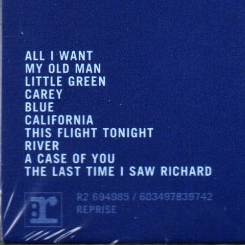 ALL I WANT
MY OLD MAN
LITTLE GREEN
CAREY
BLUE
CALIFORNIA
THIS FLIGHT TONIGHT
RIVER
A CASE OF YOU
THE LAST TIME I SAW RICHARD
r
R2 694985 / 603497839742
REPRISE